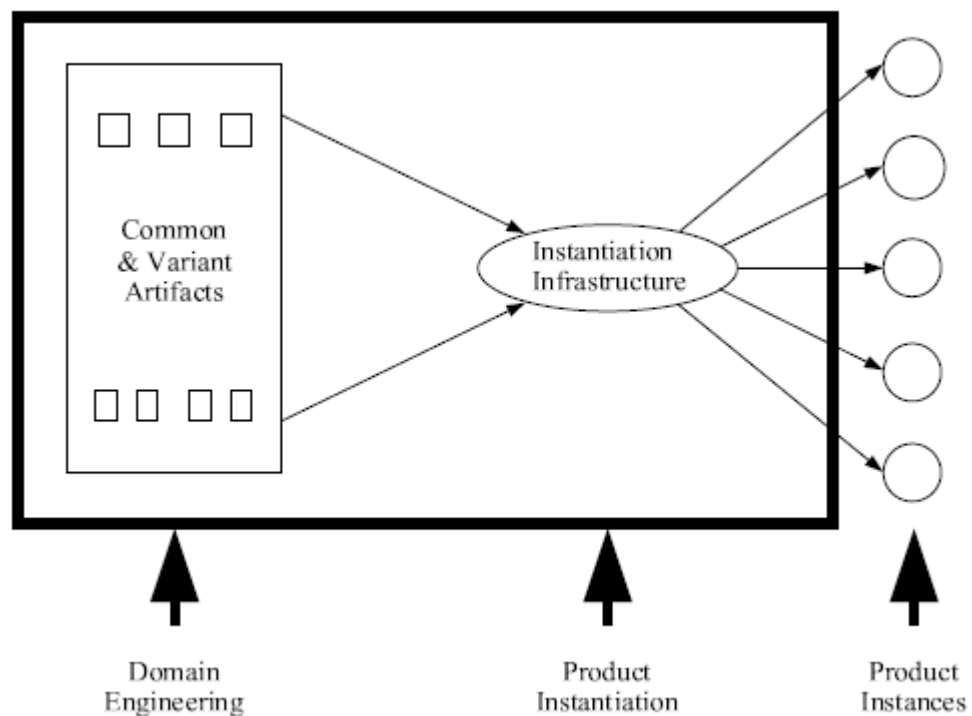 Common
& Variant
Artifacts
Instantiation
Infrastructure
Domain
Engineering
Product
Instantiation
Product
Instances